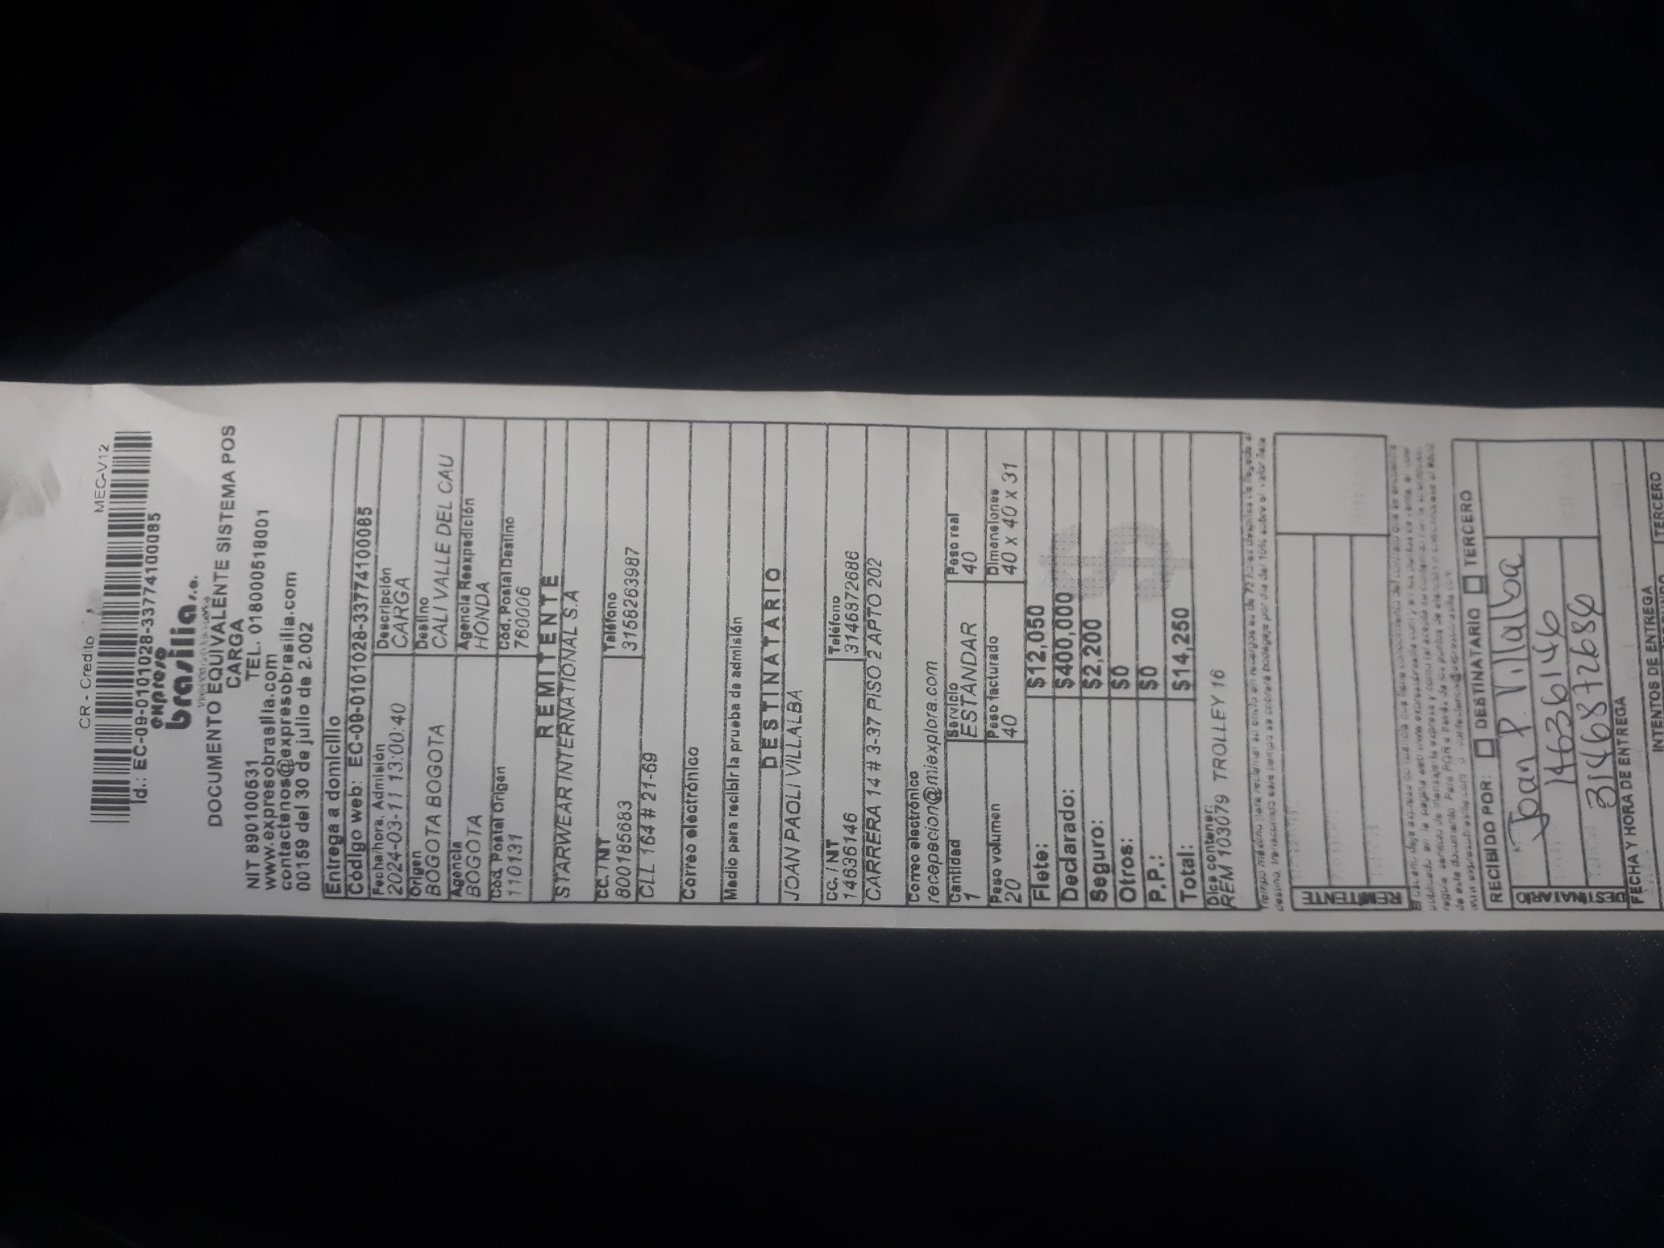 CR - Credito MEC-V12
Id.: EC-09-0101028-33774100085
expreso
brasilia s.a.
DOCUMENTO EQUIVALENTE SISTEMA POS
CARGA
NIT 890100531 TEL. 018000518001
www.expresobrasilia.com
contactenos@expresobrasilia.com
00159 del 30 de julio de 2.002
Entrega a domicilio
Código web: EC-09-0101028-33774100085
Fecha/hora. Admisión Descripción
2024-03-11 13:00:40 CARGA
Origen Destino
BOGOTA BOGOTA CALI VALLE DEL CAU
Agencia Agencia Reexpedición
BOGOTA HONDA
Cód. Postal Origen Cód. Postal Destino
110131 760006
REMITENTE
STARWEAR INTERNATIONAL S.A
CC. / NT Teléfono
800185683 3158263987
CLL 164 # 21-69
Correo electrónico
Medio para recibir la prueba de admisión
DESTINATARIO
JOAN PAOLI VILLALBA
CC. / NT Teléfono
14636146 3146872686
CARRERA 14 # 3-37 PISO 2 APTO 202
Correo electrónico
recepecion@miexplora.com
Cantidad Servicio Peso real
1 ESTANDAR 40
Peso volumen Peso facturado Dimensiones
20 40 40 x 40 x 31
Flete: $12,050
Declarado: $400,000
Seguro: $2,200
Otros: $0
P.P.: $0
Total: $14,250
Dice contener:
REM 103079 TROLLEY 16
REMITENTE
RECIBIDO POR: DESTINATARIO TERCERO
DESTINATARIO
Joan P. Villalba
14636146
3146872686
FECHA Y HORA DE ENTREGA
INTENTOS DE ENTREGA
TERCERO